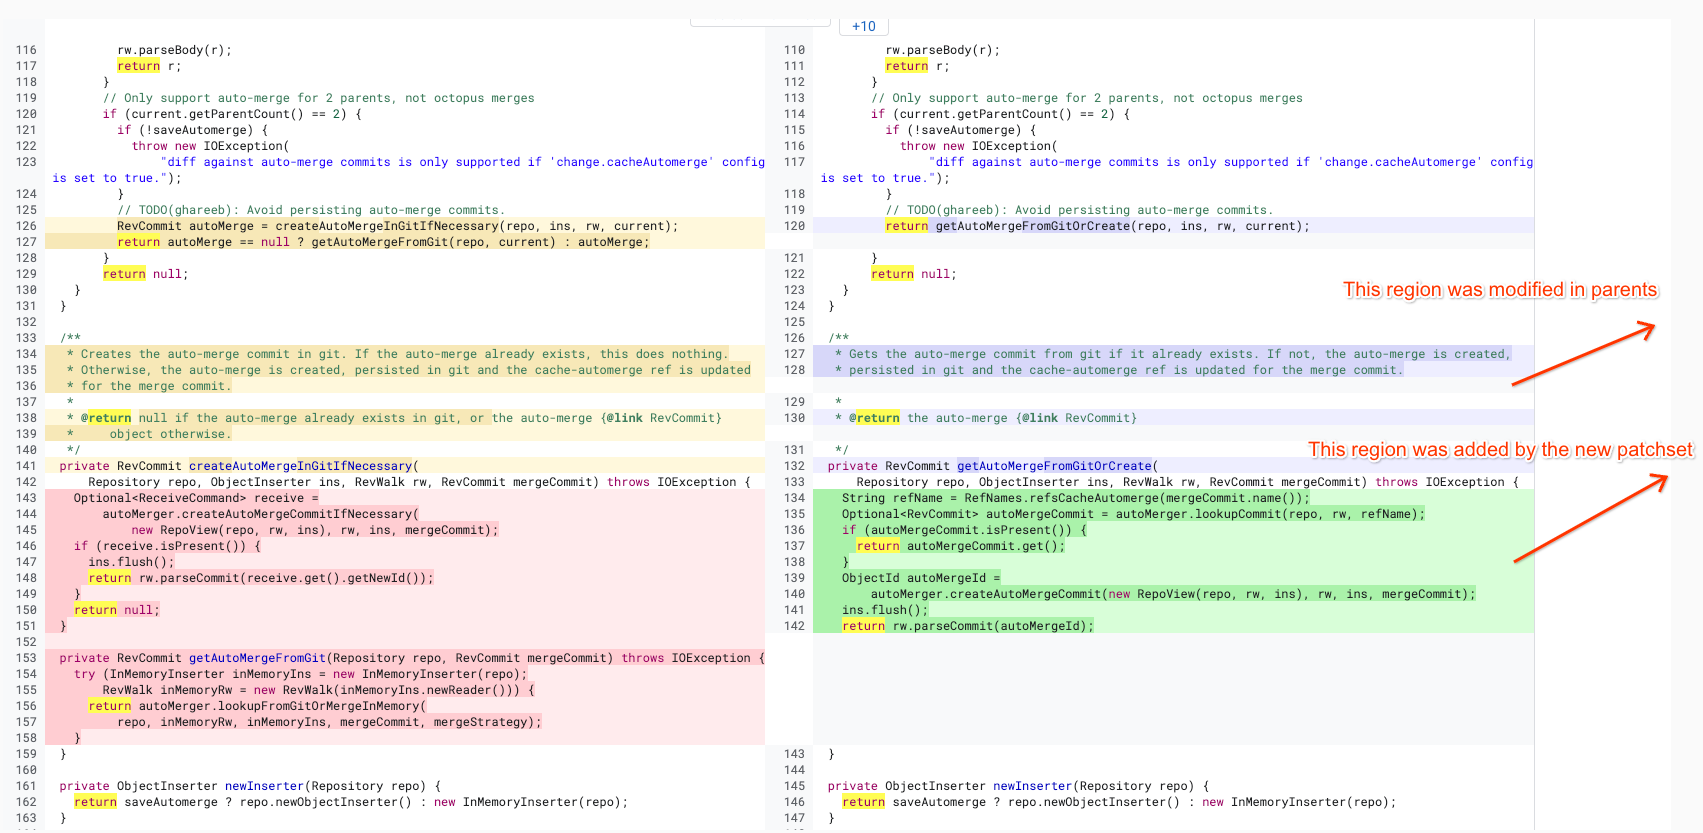 +10
116 rw.parseBody(r);
117 return r;
118 }
119 // Only support auto-merge for 2 parents, not octopus merges
120 if (current.getParentCount() == 2) {
121 if (!saveAutomerge) {
122 throw new IOException(
123 "diff against auto-merge commits is only supported if 'change.cacheAutomerge' config
is set to true.");
124 }
125 // TODO(ghareeb): Avoid persisting auto-merge commits.
126 RevCommit autoMerge = createAutoMergeInGitIfNecessary(repo, ins, rw, current);
127 return autoMerge == null ? getAutoMergeFromGit(repo, current) : autoMerge;
128 }
129 return null;
130 }
131 }
132
133 /**
134 * Creates the auto-merge commit in git. If the auto-merge already exists, this does nothing.
135 * Otherwise, the auto-merge is created, persisted in git and the cache-automerge ref is updated
136 * for the merge commit.
137 *
138 * @return null if the auto-merge already exists in git, or the auto-merge {@link RevCommit}
139 * object otherwise.
140 */
141 private RevCommit createAutoMergeInGitIfNecessary(
142 Repository repo, ObjectInserter ins, RevWalk rw, RevCommit mergeCommit) throws IOException {
143 Optional<ReceiveCommand> receive =
144 autoMerger.createAutoMergeCommitIfNecessary(
145 new RepoView(repo, rw, ins), rw, ins, mergeCommit);
146 if (receive.isPresent()) {
147 ins.flush();
148 return rw.parseCommit(receive.get().getNewId());
149 }
150 return null;
151 }
152
153 private RevCommit getAutoMergeFromGit(Repository repo, RevCommit mergeCommit) throws IOException {
154 try (InMemoryInserter inMemoryIns = new InMemoryInserter(repo);
155 RevWalk inMemoryRw = new RevWalk(inMemoryIns.newReader())) {
156 return autoMerger.lookupFromGitOrMergeInMemory(
157 repo, inMemoryRw, inMemoryIns, mergeCommit, mergeStrategy);
158 }
159 }
160
161 private ObjectInserter newInserter(Repository repo) {
162 return saveAutomerge ? repo.newObjectInserter() : new InMemoryInserter(repo);
163 }
110 rw.parseBody(r);
111 return r;
112 }
113 // Only support auto-merge for 2 parents, not octopus merges
114 if (current.getParentCount() == 2) {
115 if (!saveAutomerge) {
116 throw new IOException(
117 "diff against auto-merge commits is only supported if 'change.cacheAutomerge' config
is set to true.");
118 }
119 // TODO(ghareeb): Avoid persisting auto-merge commits.
120 return getAutoMergeFromGitOrCreate(repo, ins, rw, current);
121 }
122 return null;
123 }
124 }
125
126 /**
127 * Gets the auto-merge commit from git if it already exists. If not, the auto-merge is created,
128 * persisted in git and the cache-automerge ref is updated for the merge commit.
129 *
130 * @return the auto-merge {@link RevCommit}
131 */
132 private RevCommit getAutoMergeFromGitOrCreate(
133 Repository repo, ObjectInserter ins, RevWalk rw, RevCommit mergeCommit) throws IOException {
134 String refName = RefNames.refsCacheAutomerge(mergeCommit.name());
135 Optional<RevCommit> autoMergeCommit = autoMerger.lookupCommit(repo, rw, refName);
136 if (autoMergeCommit.isPresent()) {
137 return autoMergeCommit.get();
138 }
139 ObjectId autoMergeId =
140 autoMerger.createAutoMergeCommit(new RepoView(repo, rw, ins), rw, ins, mergeCommit);
141 ins.flush();
142 return rw.parseCommit(autoMergeId);
143 }
144
145 private ObjectInserter newInserter(Repository repo) {
146 return saveAutomerge ? repo.newObjectInserter() : new InMemoryInserter(repo);
147 }
This region was modified in parents
This region was added by the new patchset